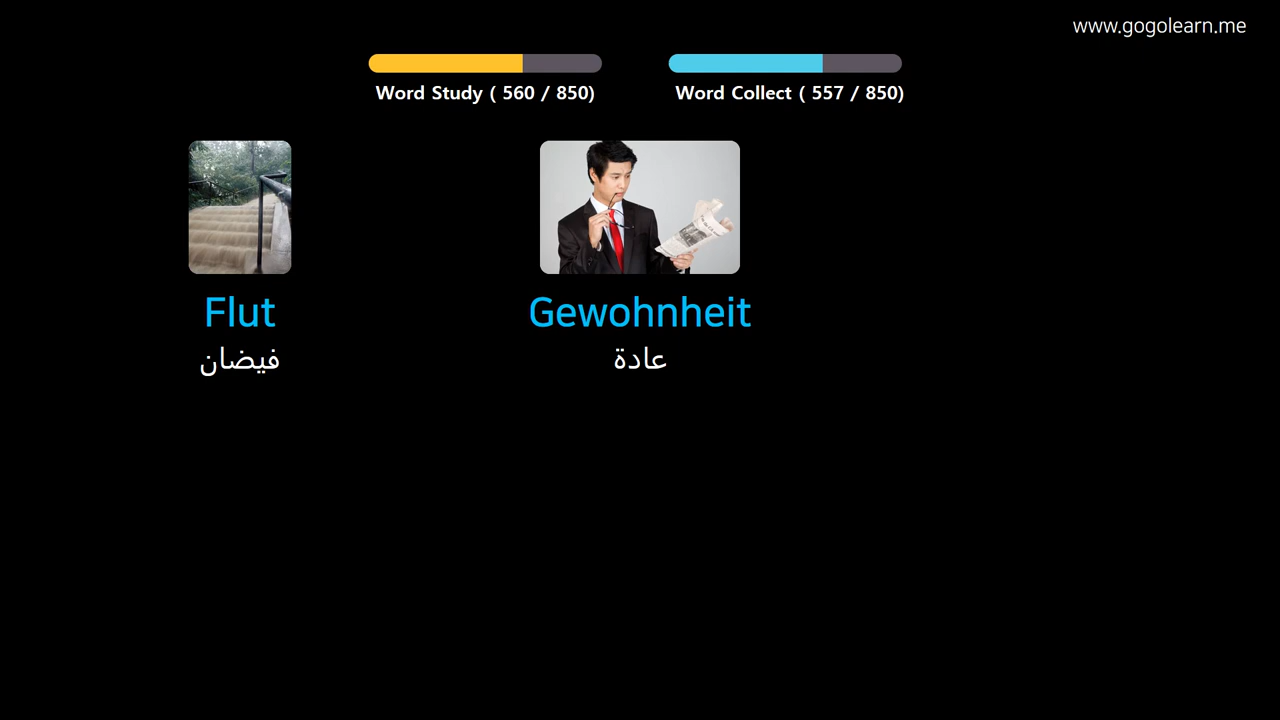 www.gogolearn.me
Word Study ( 560 / 850)
Word Collect ( 557 / 850)
Flut
فيضان
Gewohnheit
عادة